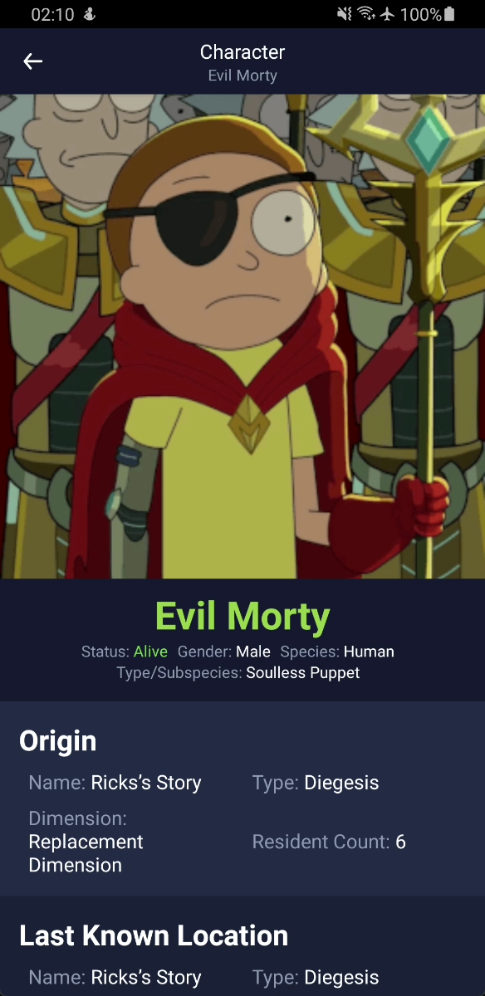 02:10 100%
Character
Evil Morty
Evil Morty
Status: Alive Gender: Male Species: Human
Type/Subspecies: Soulless Puppet
Origin
Name: Ricks's Story Type: Diegesis
Dimension:
Replacement
Dimension
Resident Count: 6
Last Known Location
Name: Ricks's Story Type: Diegesis